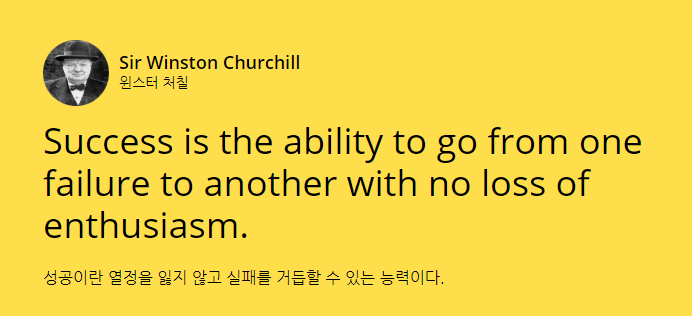 Sir Winston Churchill
윈스터 처칠
Success is the ability to go from one
failure to another with no loss of
enthusiasm.
성공이란 열정을 잃지 않고 실패를 거듭할 수 있는 능력이다.